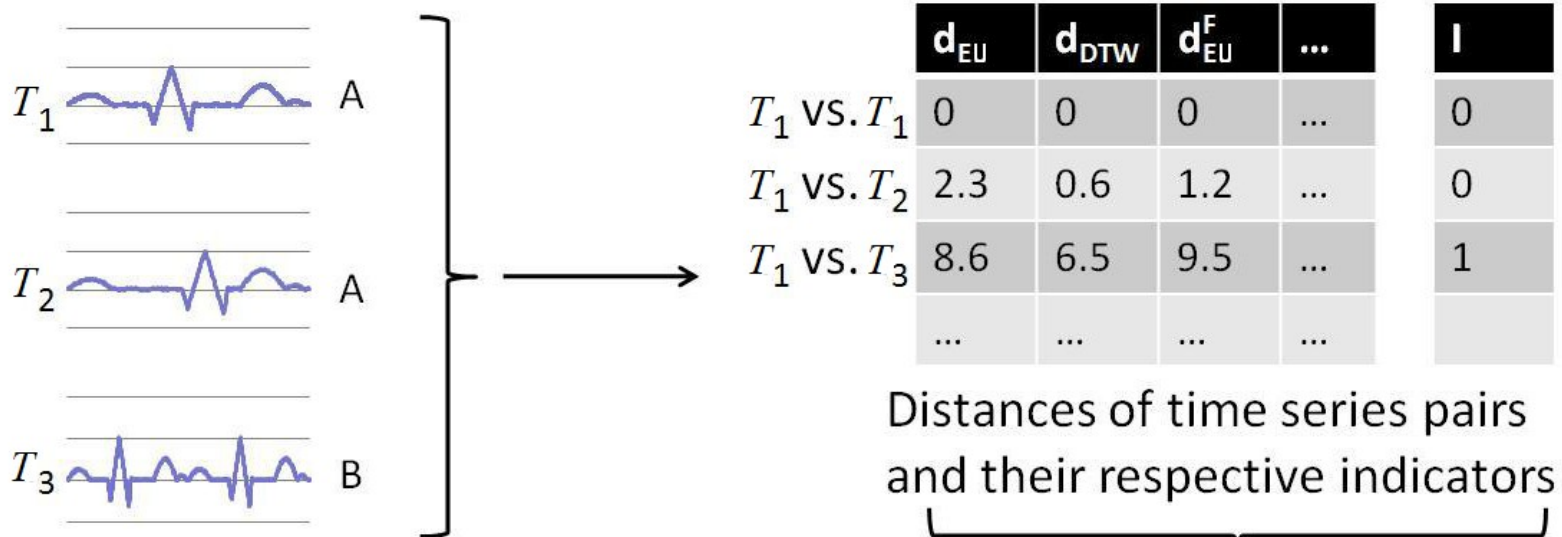 T1 A
T2 A
T3 B
dEU dDTW dFEU ... I
T1 vs. T1 0 0 0 ... 0
T1 vs. T2 2.3 0.6 1.2 ... 0
T1 vs. T3 8.6 6.5 9.5 ... 1
... ... ... ...
Distances of time series pairs
and their respective indicators